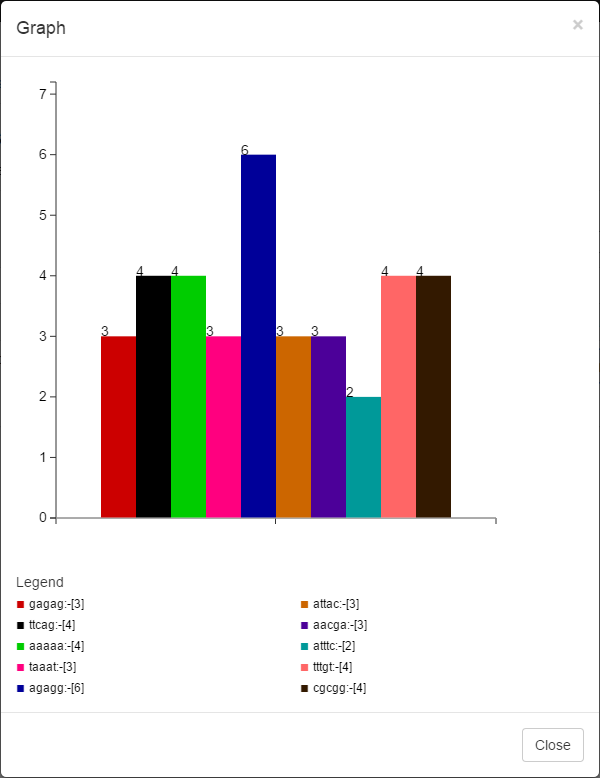 Graph ×
7
6
6
5
4 4 4 4 4
3 3 3 3 3
2 2
1
0
Legend
gagag:-[3] attac:-[3]
ttcag:-[4] aacga:-[3]
aaaaa:-[4] atttc:-[2]
taaat:-[3] tttgt:-[4]
agagg:-[6] cgcgg:-[4]
Close